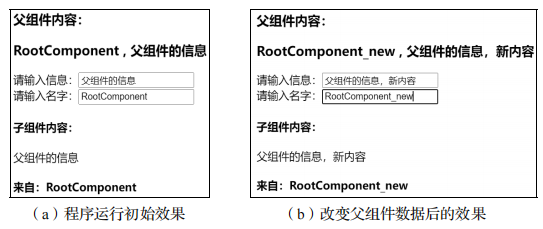 父组件内容：
RootComponent，父组件的信息
请输入信息：父组件的信息
请输入名字：RootComponent
子组件内容：
父组件的信息
来自：RootComponent
（a）程序运行初始效果
父组件内容：
RootComponent_new，父组件的信息，新内容
请输入信息：父组件的信息，新内容
请输入名字：RootComponent_new
子组件内容：
父组件的信息，新内容
来自：RootComponent_new
（b）改变父组件数据后的效果